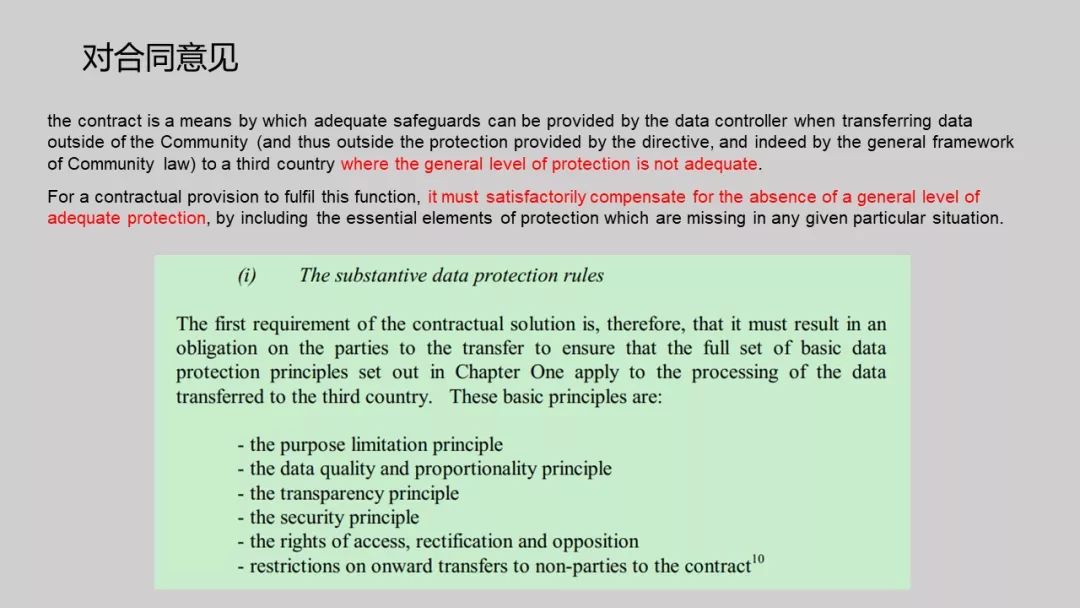 对合同意见
the contract is a means by which adequate safeguards can be provided by the data controller when transferring data
outside of the Community (and thus outside the protection provided by the directive, and indeed by the general framework
of Community law) to a third country where the general level of protection is not adequate.
For a contractual provision to fulfil this function, it must satisfactorily compensate for the absence of a general level of
adequate protection, by including the essential elements of protection which are missing in any given particular situation.
(i) The substantive data protection rules
The first requirement of the contractual solution is, therefore, that it must result in an
obligation on the parties to the transfer to ensure that the full set of basic data
protection principles set out in Chapter One apply to the processing of the data
transferred to the third country. These basic principles are:
- the purpose limitation principle
- the data quality and proportionality principle
- the transparency principle
- the security principle
- the rights of access, rectification and opposition
- restrictions on onward transfers to non-parties to the contract10